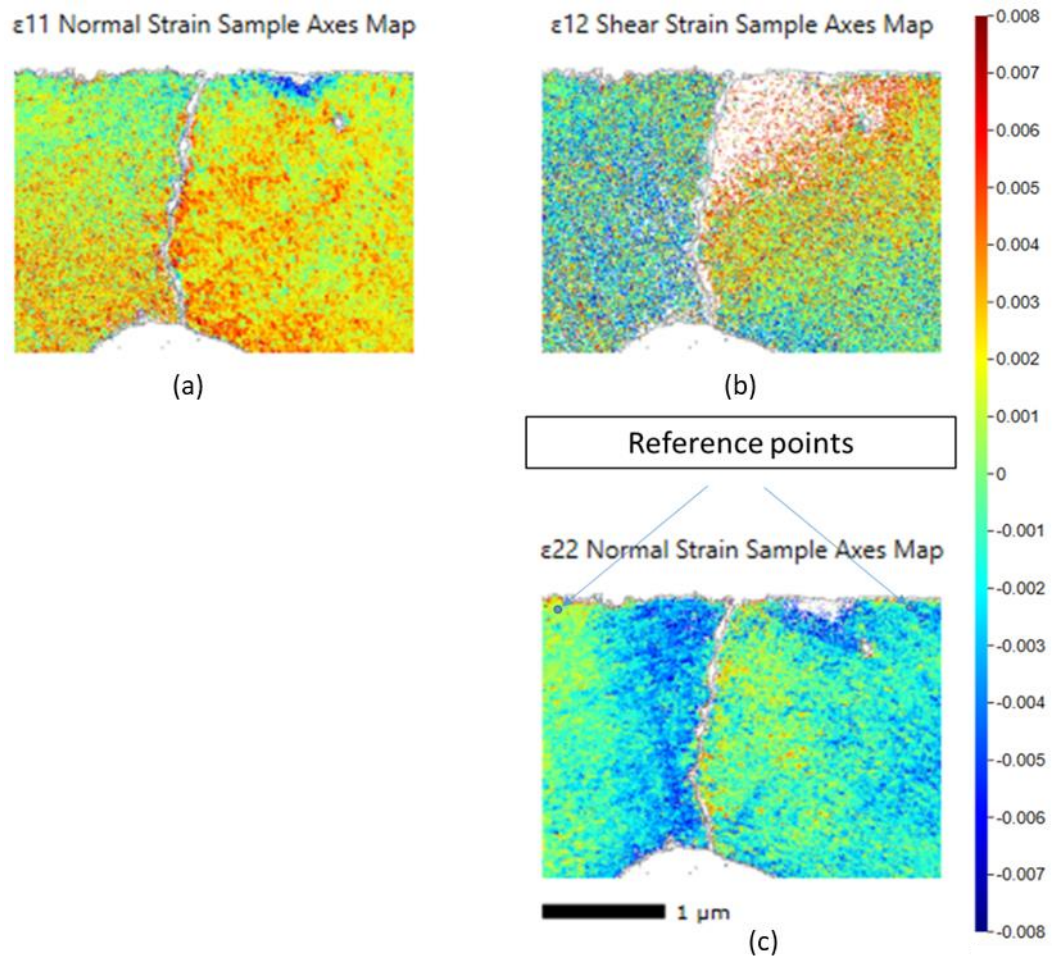 ε11 Normal Strain Sample Axes Map
ε12 Shear Strain Sample Axes Map
(a)
(b)
Reference points
ε22 Normal Strain Sample Axes Map
1 μm
(c)
0.008
0.007
0.006
0.005
0.004
0.003
0.002
0.001
0
-0.001
-0.002
-0.003
-0.004
-0.005
-0.006
-0.007
-0.008